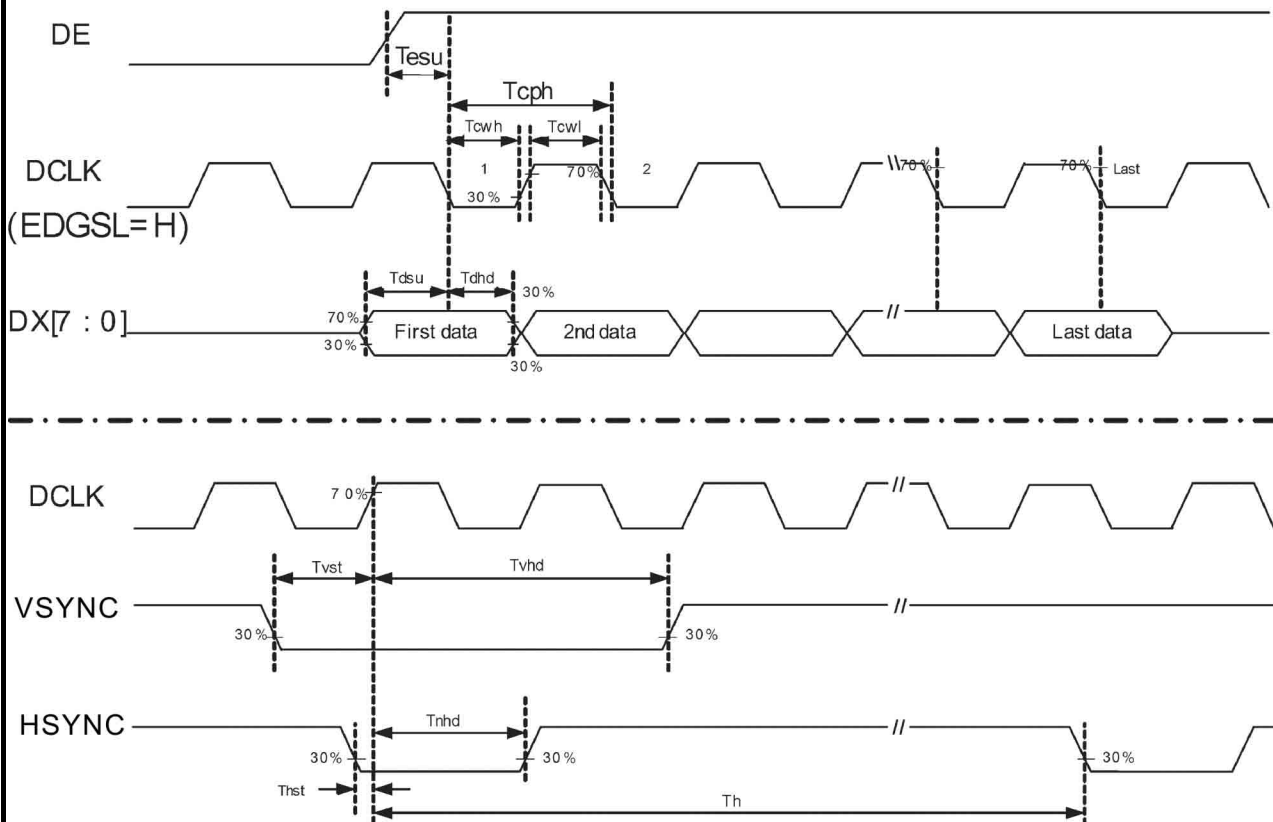 DE
Tesu
Tcph
Tcwh
Tcwl
DCLK
(EDGSL=H)
1
30%
70%
2
70%
70%
Last
Tdsu
Tdhd
30%
DX[7 : 0]
70%
30%
First data
2nd data
//
Last data
30%
DCLK
7 0%
//
Tvst
Tvhd
VSYNC
//
30%
30%
HSYNC
Tnhd
//
30%
30%
30%
Thst
Th